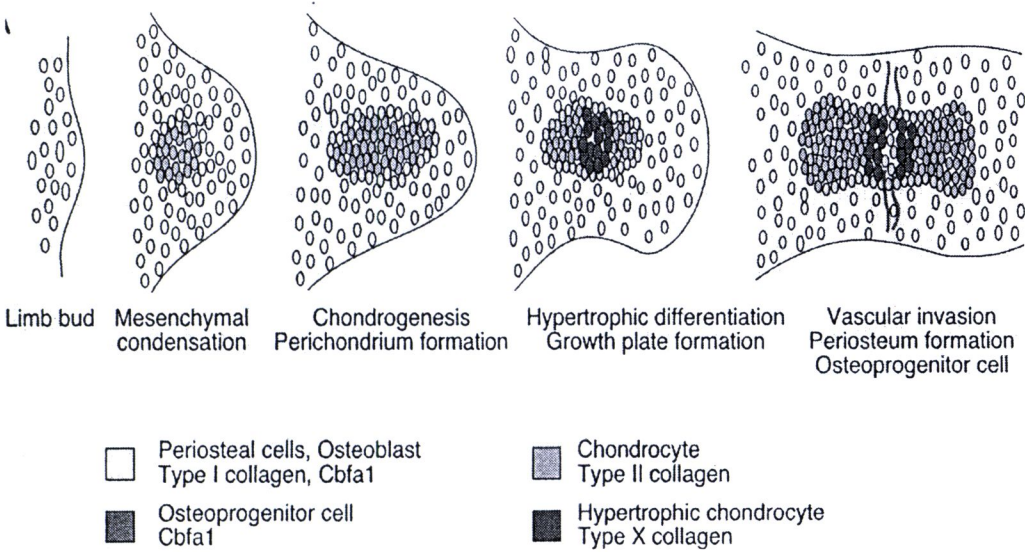 Limb bud
Mesenchymal
condensation
Chondrogenesis
Perichondrium formation
Hypertrophic differentiation
Growth plate formation
Vascular invasion
Periosteum formation
Osteoprogenitor cell
Periosteal cells, Osteoblast
Type I collagen, Cbfa1
Osteoprogenitor cell
Cbfa1
Chondrocyte
Type II collagen
Hypertrophic chondrocyte
Type X collagen